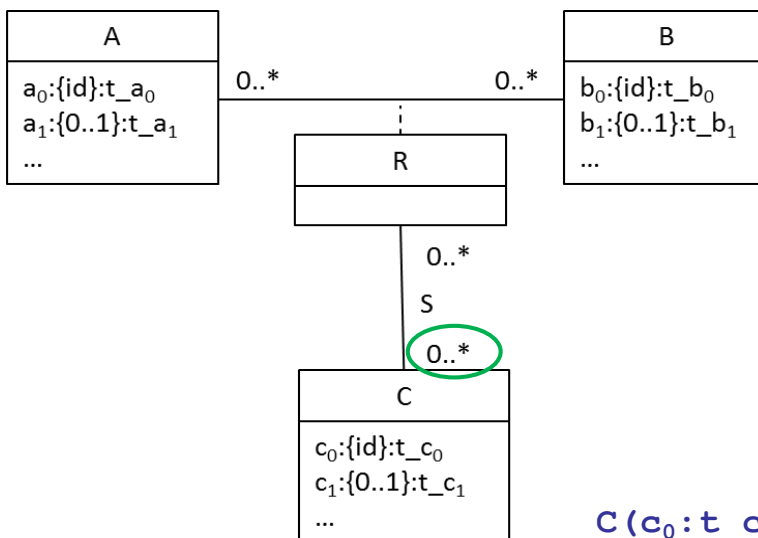 A
a₀:{id}:t_a₀
a₁:{0..1}:t_a₁
...
0..*
0..*
B
b₀:{id}:t_b₀
b₁:{0..1}:t_b₁
...
R
0..*
S
0..*
C
c₀:{id}:t_c₀
c₁:{0..1}:t_c₁
...
C(c₀:t c